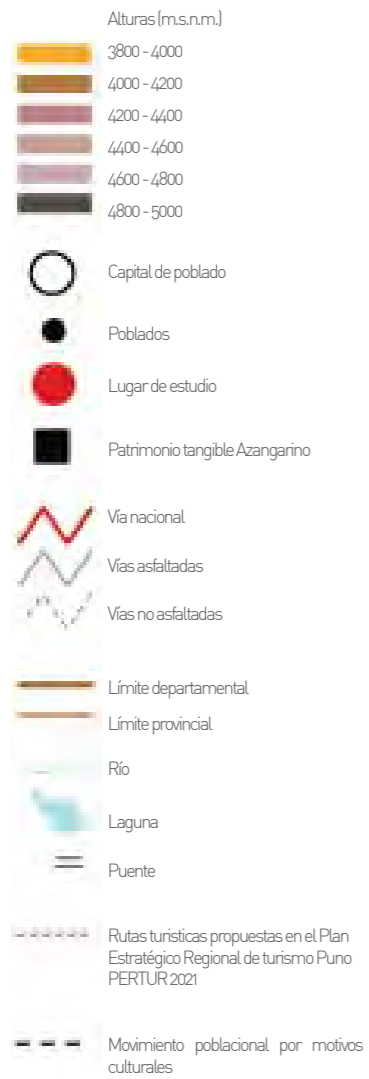 Alturas (m.s.n.m.)
3800 - 4000
4000 - 4200
4200 - 4400
4400 - 4600
4600 - 4800
4800 - 5000
Capital de poblado
Poblados
Lugar de estudio
Patrimonio tangible Azangarino
Vía nacional
Vías asfaltadas
Vías no asfaltadas
Límite departamental
Límite provincial
Río
Laguna
Puente
Rutas turisticas propuestas en el Plan
Estratégico Regional de turismo Puno
PERTUR 2021
Movimiento poblacional por motivos
culturales